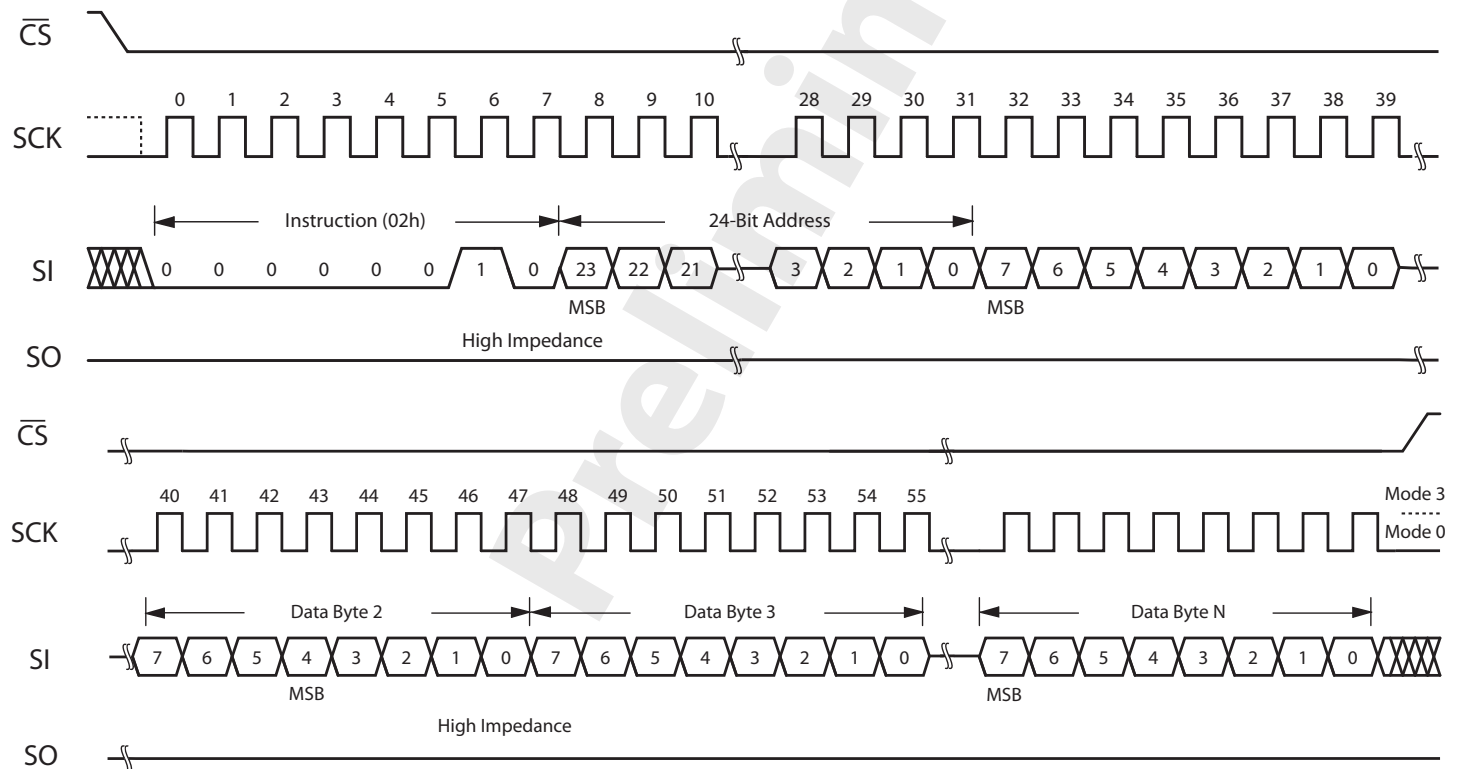 CS
0 1 2 3 4 5 6 7 8 9 10 28 29 30 31 32 33 34 35 36 37 38 39
SCK
Instruction (02h) 24-Bit Address
SI 0 0 0 0 0 0 1 0 23 22 21 3 2 1 0 7 6 5 4 3 2 1 0
MSB MSB
High Impedance
SO
CS
40 41 42 43 44 45 46 47 48 49 50 51 52 53 54 55 Mode 3
SCK Mode 0
Data Byte 2 Data Byte 3 Data Byte N
SI 7 6 5 4 3 2 1 0 7 6 5 4 3 2 1 0 7 6 5 4 3 2 1 0
MSB MSB
High Impedance
SO
Prelimin